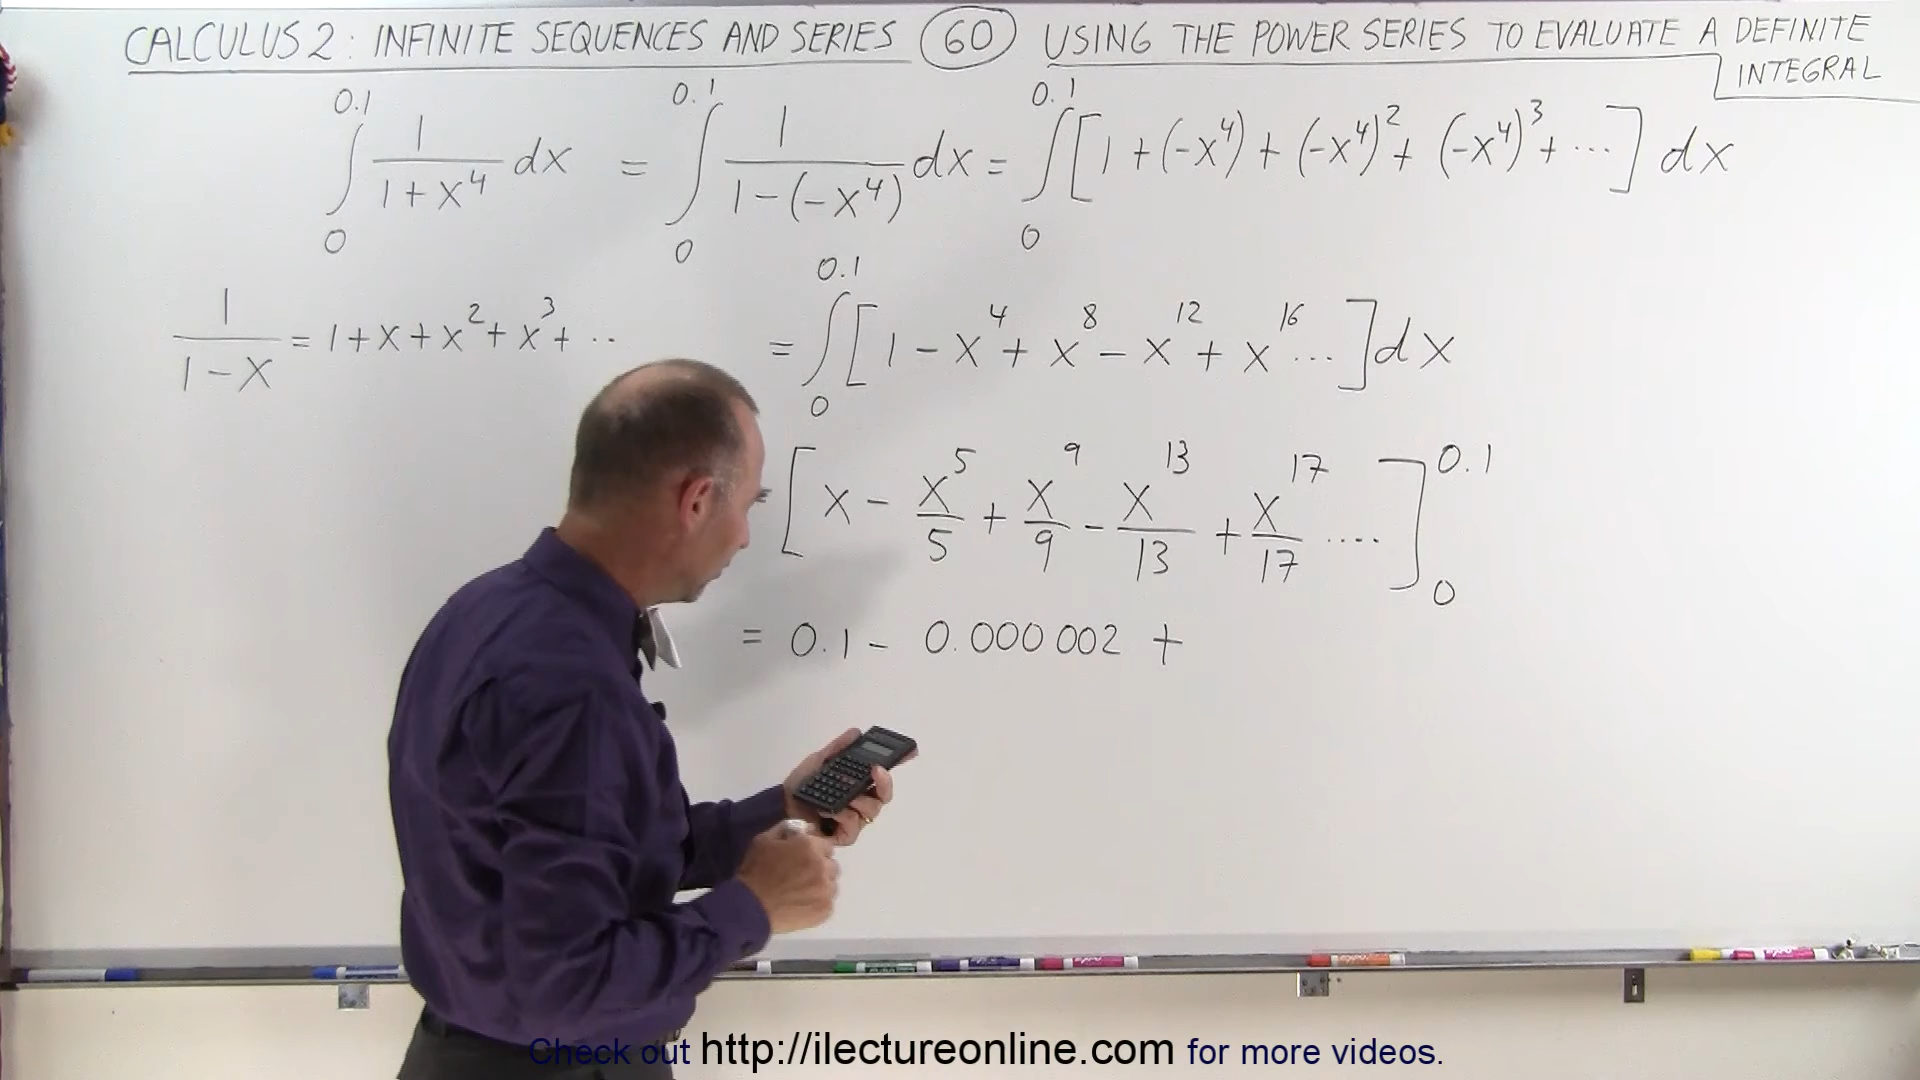 CALCULUS 2: INFINITE SEQUENCES AND SERIES 60 USING THE POWER SERIES TO EVALUATE A DEFINITE INTEGRAL
∫₀^0.1 1/(1+x⁴) dx = ∫₀^0.1 1/(1-(-x⁴)) dx = ∫₀^0.1 [1 + (-x⁴) + (-x⁴)² + (-x⁴)³ + ...] dx
1/(1-x) = 1 + x + x² + x³ + ..
= ∫₀^0.1 [1 - x⁴ + x⁸ - x¹² + x¹⁶ ...] dx
= [x - x⁵/5 + x⁹/9 - x¹³/13 + x¹⁷/17 ....]₀^0.1
= 0.1 - 0.000 002 +
Check out http://ilectureonline.com for more videos.